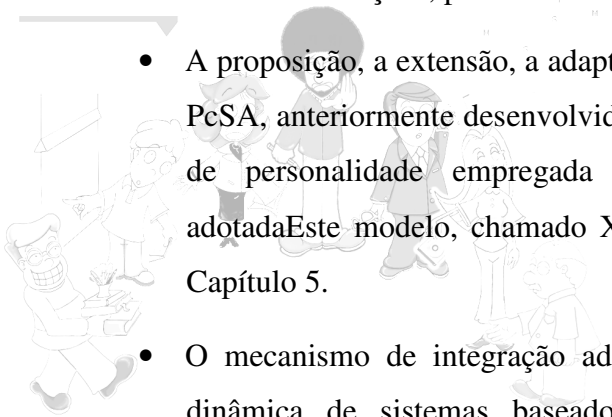 • A proposição, a extensão, a adapt
PcSA, anteriormente desenvolvid
de personalidade empregada
adotadaEste modelo, chamado X
Capítulo 5.
• O mecanismo de integração ad
dinâmica de sistemas baseado